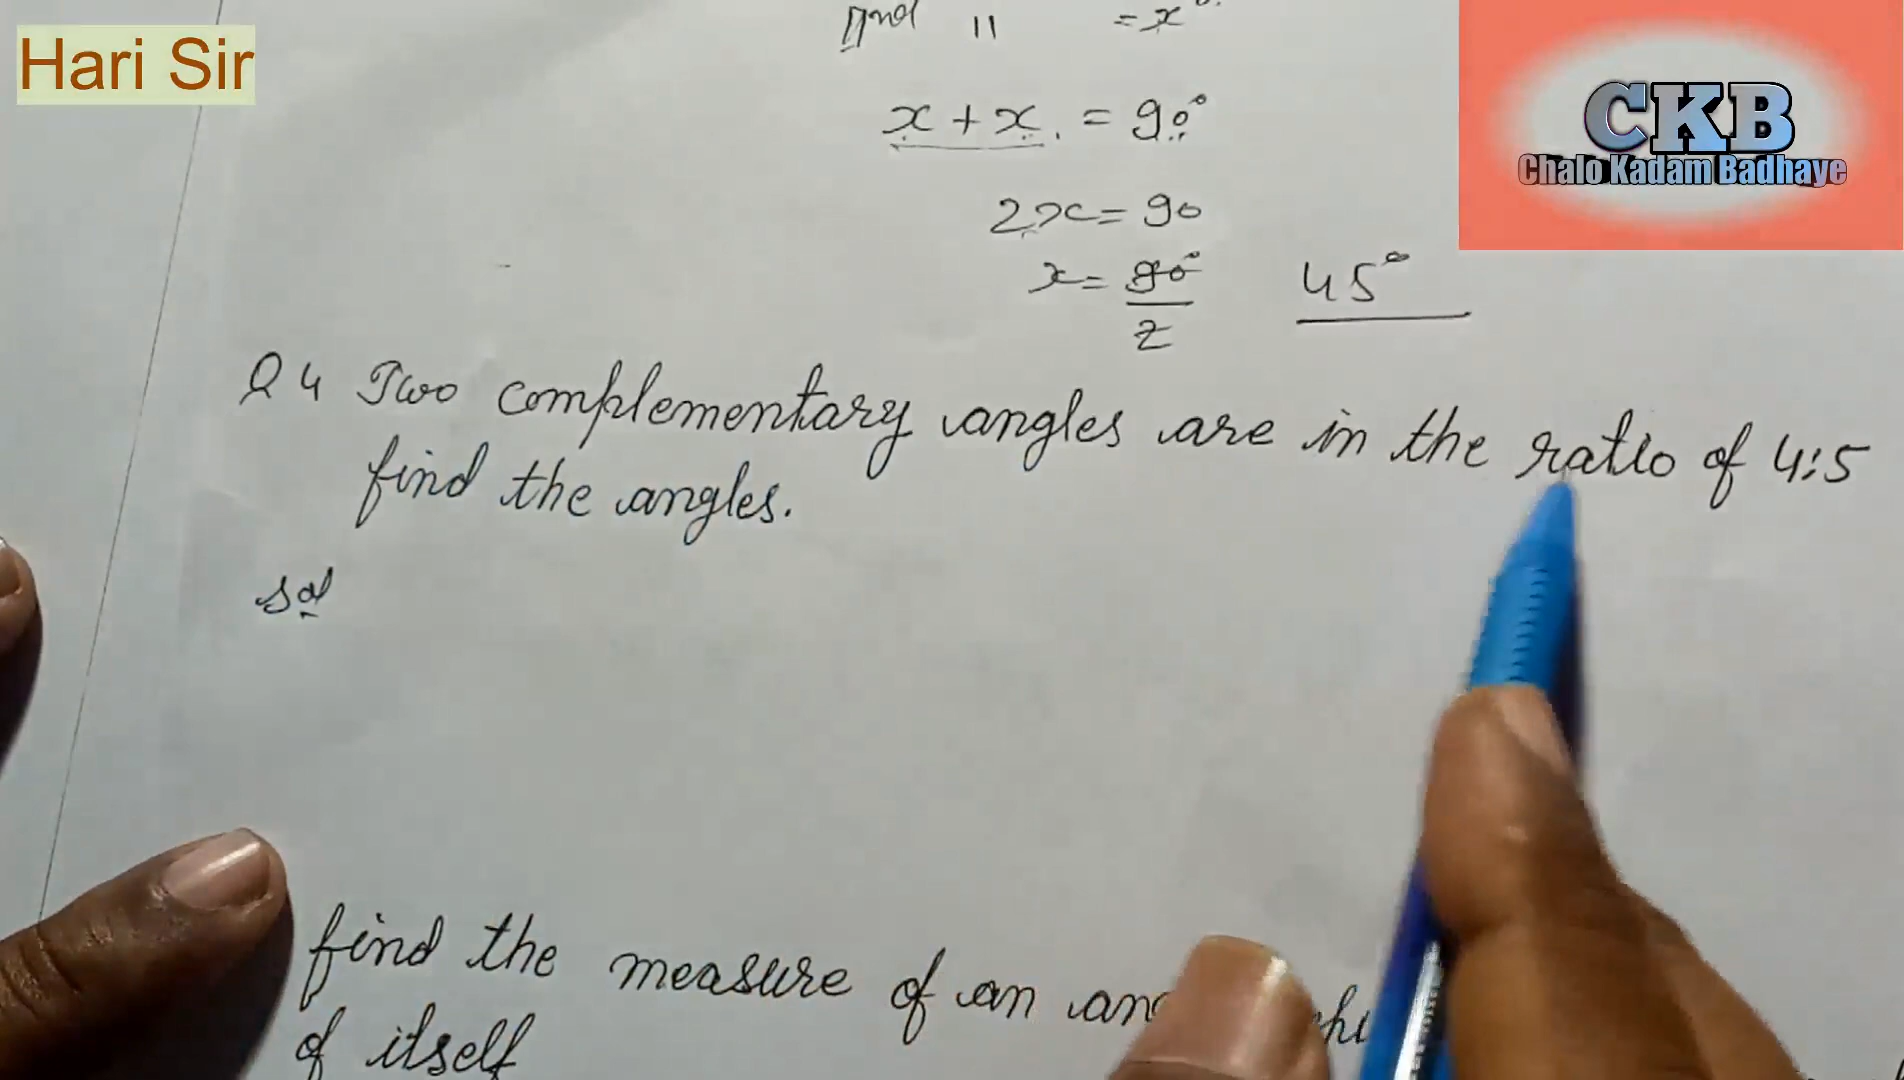 Hari Sir
CKB
Chalo Kadam Badhaye
= x°
x + x = 90°
2x = 90
x = 90°
2
45°
Q 4 Two complementary angles are in the ratio of 4:5
find the angles.
sol
find the measure of an
of itself